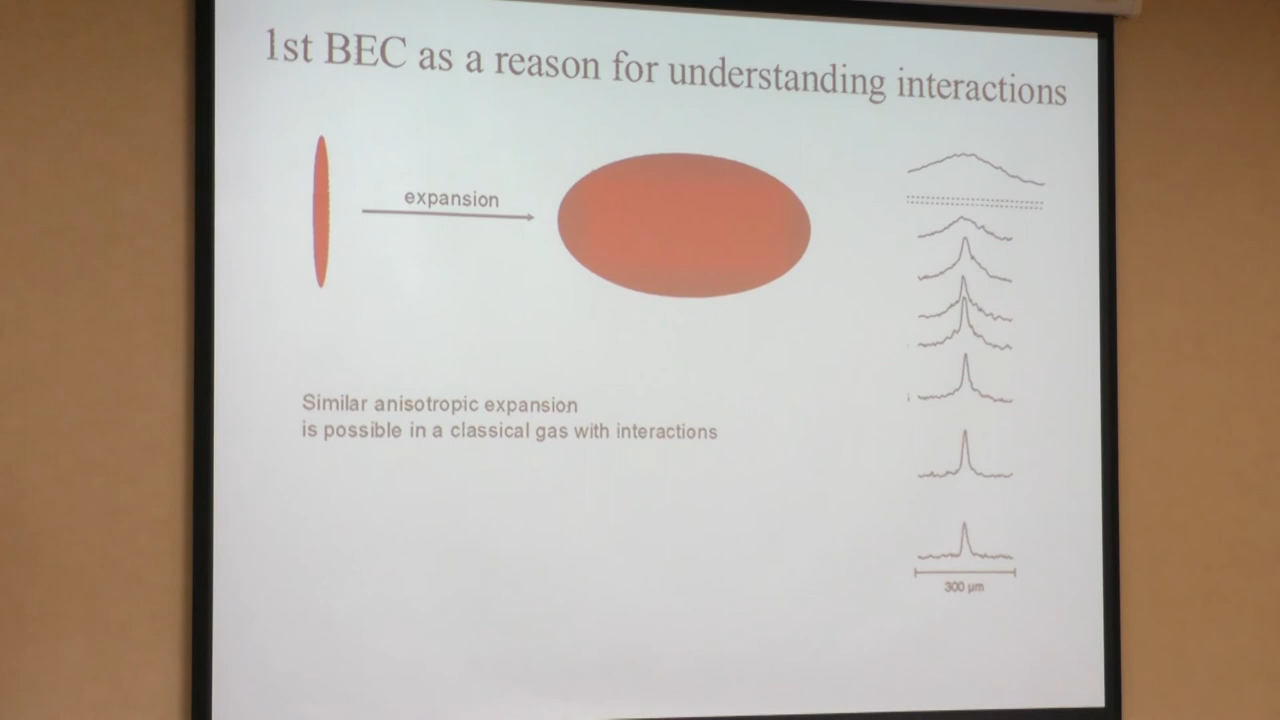 1st BEC as a reason for understanding interactions
expansion
Similar anisotropic expansion
is possible in a classical gas with interactions
300 µm